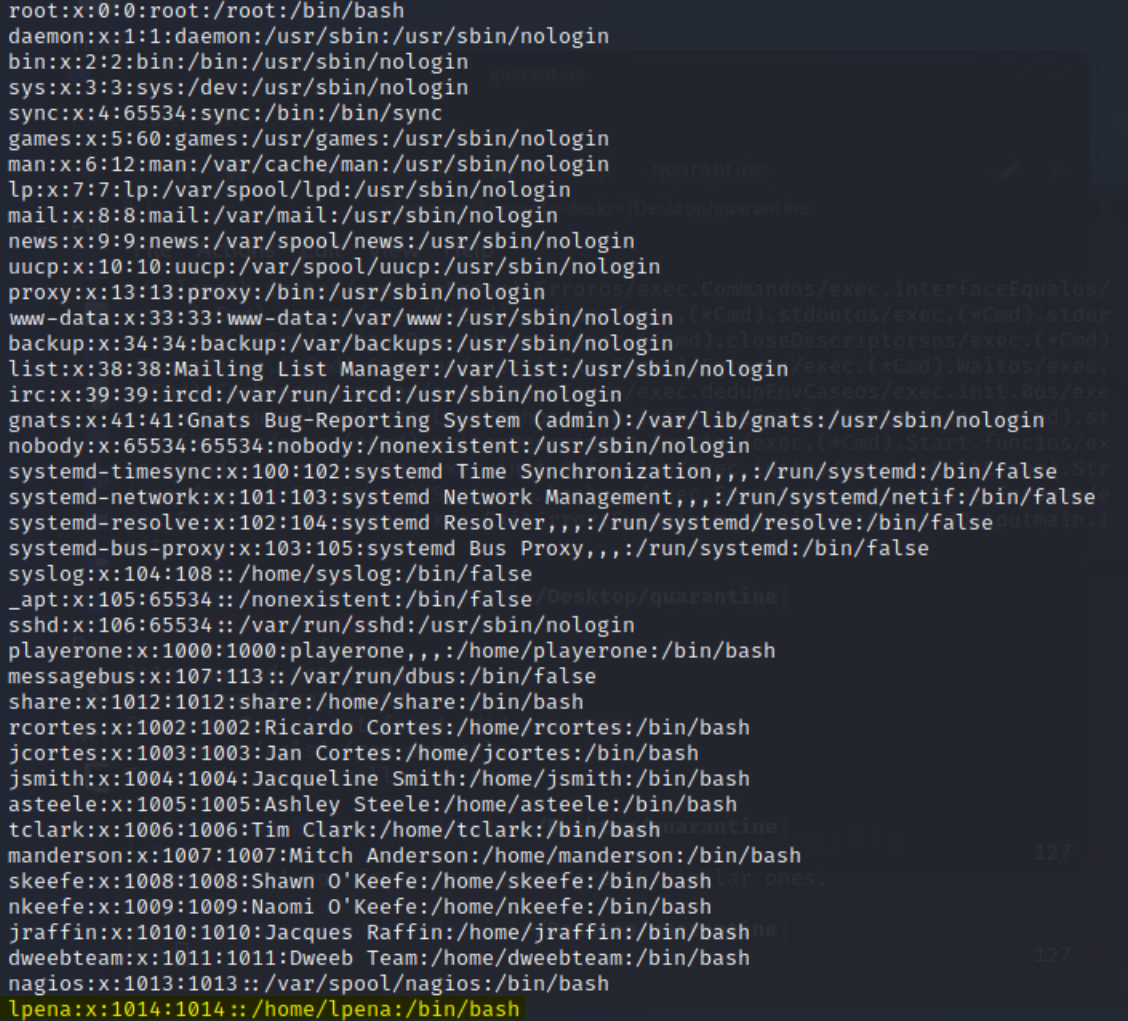 root:x:0:0:root:/root:/bin/bash
daemon:x:1:1:daemon:/usr/sbin:/usr/sbin/nologin
bin:x:2:2:bin:/bin:/usr/sbin/nologin
sys:x:3:3:sys:/dev:/usr/sbin/nologin
sync:x:4:65534:sync:/bin:/bin/sync
games:x:5:60:games:/usr/games:/usr/sbin/nologin
man:x:6:12:man:/var/cache/man:/usr/sbin/nologin
lp:x:7:7:lp:/var/spool/lpd:/usr/sbin/nologin
mail:x:8:8:mail:/var/mail:/usr/sbin/nologin
news:x:9:9:news:/var/spool/news:/usr/sbin/nologin
uucp:x:10:10:uucp:/var/spool/uucp:/usr/sbin/nologin
proxy:x:13:13:proxy:/bin:/usr/sbin/nologin
www-data:x:33:33:www-data:/var/www:/usr/sbin/nologin
backup:x:34:34:backup:/var/backups:/usr/sbin/nologin
list:x:38:38:Mailing List Manager:/var/list:/usr/sbin/nologin
irc:x:39:39:ircd:/var/run/ircd:/usr/sbin/nologin
gnats:x:41:41:Gnats Bug-Reporting System (admin):/var/lib/gnats:/usr/sbin/nologin
nobody:x:65534:65534:nobody:/nonexistent:/usr/sbin/nologin
systemd-timesync:x:100:102:systemd Time Synchronization,,,:/run/systemd:/bin/false
systemd-network:x:101:103:systemd Network Management,,,:/run/systemd/netif:/bin/false
systemd-resolve:x:102:104:systemd Resolver,,,:/run/systemd/resolve:/bin/false
systemd-bus-proxy:x:103:105:systemd Bus Proxy,,,:/run/systemd:/bin/false
syslog:x:104:108::/home/syslog:/bin/false
_apt:x:105:65534::/nonexistent:/bin/false
sshd:x:106:65534::/var/run/sshd:/usr/sbin/nologin
playerone:x:1000:1000:playerone,,,:/home/playerone:/bin/bash
messagebus:x:107:113::/var/run/dbus:/bin/false
share:x:1012:1012:share:/home/share:/bin/bash
rcortes:x:1002:1002:Ricardo Cortes:/home/rcortes:/bin/bash
jcortes:x:1003:1003:Jan Cortes:/home/jcortes:/bin/bash
jsmith:x:1004:1004:Jacqueline Smith:/home/jsmith:/bin/bash
asteele:x:1005:1005:Ashley Steele:/home/asteele:/bin/bash
tclark:x:1006:1006:Tim Clark:/home/tclark:/bin/bash
manderson:x:1007:1007:Mitch Anderson:/home/manderson:/bin/bash
skeefe:x:1008:1008:Shawn O'Keefe:/home/skeefe:/bin/bash
nkeefe:x:1009:1009:Naomi O'Keefe:/home/nkeefe:/bin/bash
jraffin:x:1010:1010:Jacques Raffin:/home/jraffin:/bin/bash
dweebteam:x:1011:1011:Dweeb Team:/home/dweebteam:/bin/bash
nagios:x:1013:1013::/var/spool/nagios:/bin/bash
lpena:x:1014:1014::/home/lpena:/bin/bash